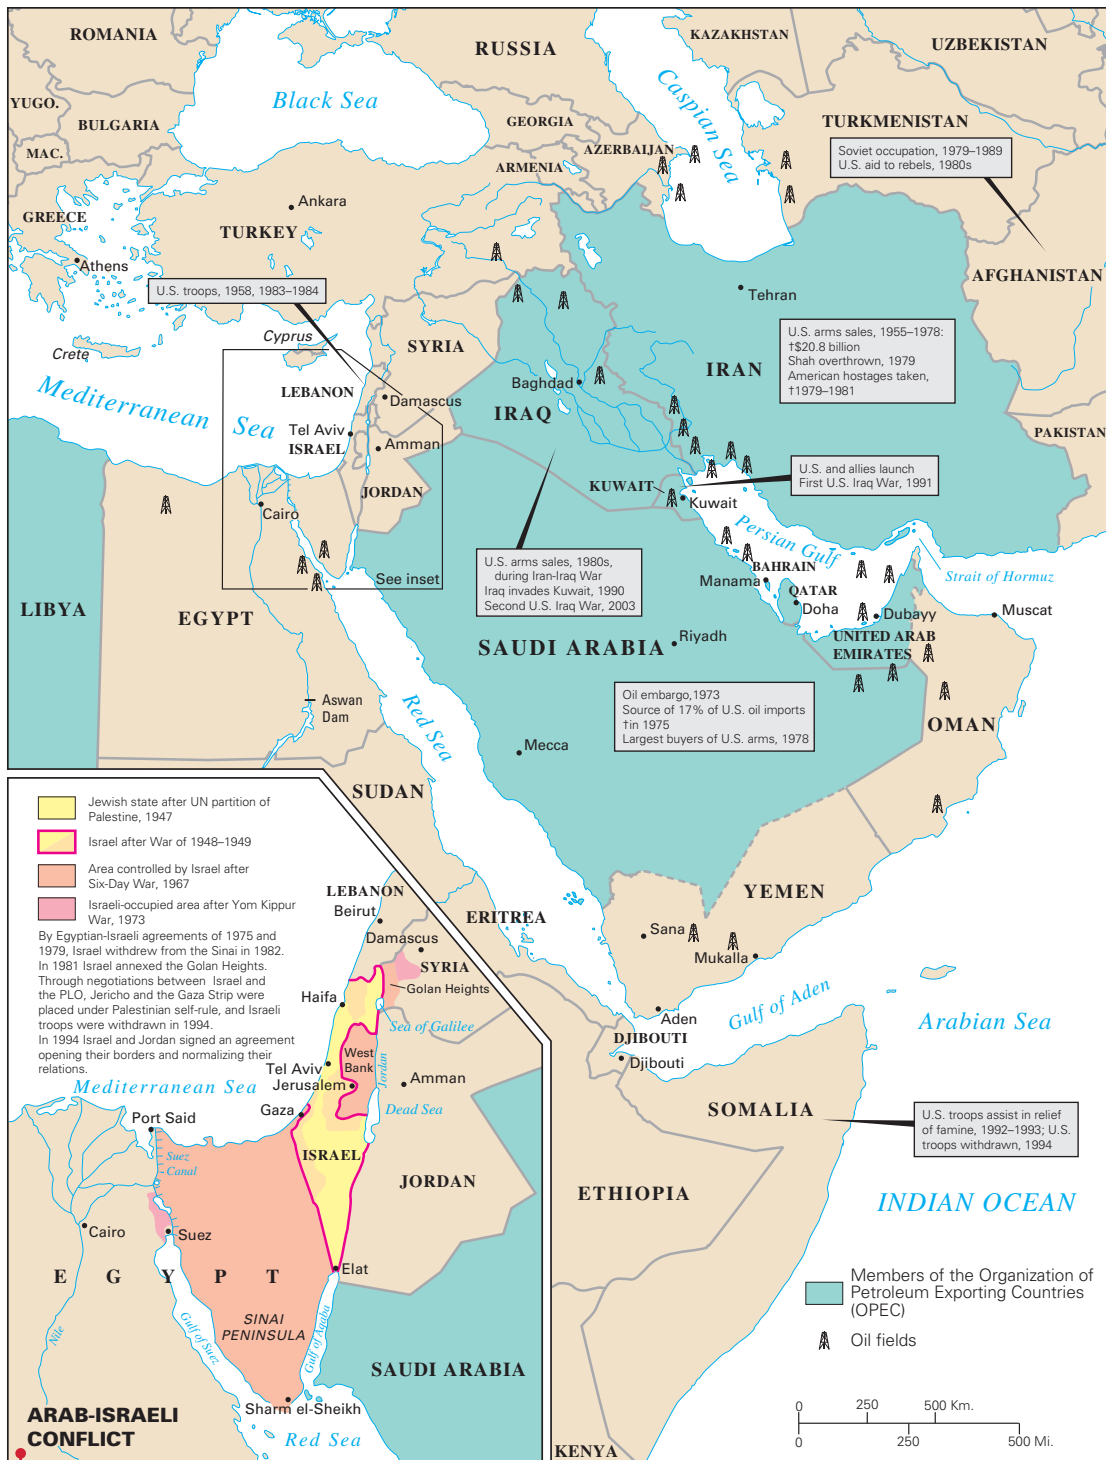 ROMANIA
RUSSIA
KAZAKHSTAN
UZBEKISTAN
YUGO.
BULGARIA
Black Sea
Caspian Sea
GEORGIA
TURKMENISTAN
MAC.
AZERBAIJAN
ARMENIA
Soviet occupation, 1979–1989
U.S. aid to rebels, 1980s
GREECE
Ankara
TURKEY
Athens
AFGHANISTAN
U.S. troops, 1958, 1983–1984
Tehran
Crete
Cyprus
SYRIA
U.S. arms sales, 1955–1978:
†$20.8 billion
Shah overthrown, 1979
American hostages taken,
†1979–1981
IRAN
Mediterranean Sea
LEBANON
Damascus
Baghdad
IRAQ
Tel Aviv
ISRAEL
Amman
PAKISTAN
JORDAN
KUWAIT
Kuwait
U.S. and allies launch
First U.S. Iraq War, 1991
Cairo
Persian Gulf
See inset
U.S. arms sales, 1980s,
during Iran-Iraq War
Iraq invades Kuwait, 1990
Second U.S. Iraq War, 2003
BAHRAIN
Manama
QATAR
Doha
Strait of Hormuz
LIBYA
EGYPT
Dubayy
Muscat
SAUDI ARABIA
Riyadh
UNITED ARAB
EMIRATES
Aswan
Dam
Red Sea
Oil embargo,1973
Source of 17% of U.S. oil imports
†in 1975
Largest buyers of U.S. arms, 1978
OMAN
Mecca
SUDAN
YEMEN
ERITREA
Sana
Mukalla
Aden
Gulf of Aden
Arabian Sea
DJIBOUTI
Djibouti
SOMALIA
U.S. troops assist in relief
of famine, 1992–1993; U.S.
troops withdrawn, 1994
ETHIOPIA
INDIAN OCEAN
KENYA
Members of the Organization of
Petroleum Exporting Countries
(OPEC)
Oil fields
0 250 500 Km.
0 250 500 Mi.
Jewish state after UN partition of
Palestine, 1947
Israel after War of 1948–1949
Area controlled by Israel after
Six-Day War, 1967
Israeli-occupied area after Yom Kippur
War, 1973
By Egyptian-Israeli agreements of 1975 and
1979, Israel withdrew from the Sinai in 1982.
In 1981 Israel annexed the Golan Heights.
Through negotiations between Israel and
the PLO, Jericho and the Gaza Strip were
placed under Palestinian self-rule, and Israeli
troops were withdrawn in 1994.
In 1994 Israel and Jordan signed an agreement
opening their borders and normalizing their
relations.
LEBANON
Beirut
Damascus
SYRIA
Golan Heights
Haifa
Sea of Galilee
West
Bank
Jordan
Tel Aviv
Jerusalem
Amman
Mediterranean Sea
Gaza
Dead Sea
Port Said
Suez
Canal
ISRAEL
JORDAN
Cairo
Suez
Elat
EGYPT
SINAI
PENINSULA
Nile
Gulf of Suez
Gulf of Aqaba
SAUDI ARABIA
Sharm el-Sheikh
Red Sea
ARAB-ISRAELI
CONFLICT